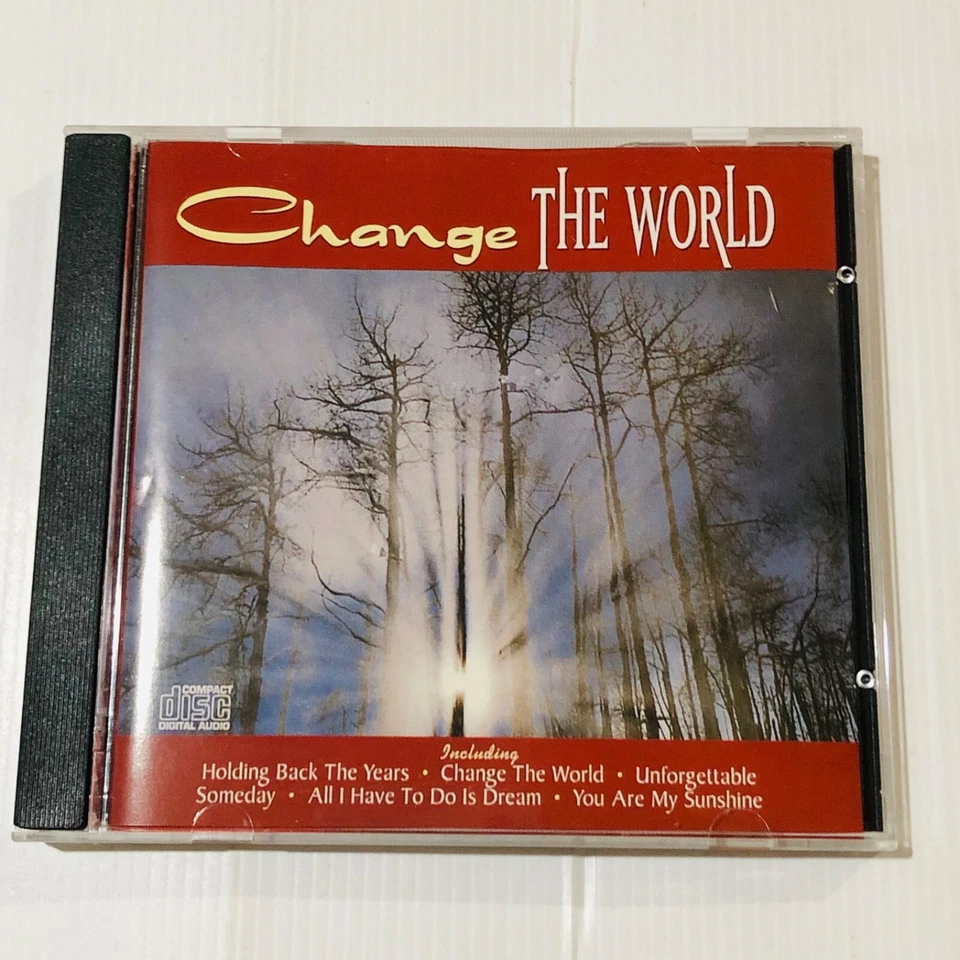 Change THE WORLD
COMPACT
disc
DIGITAL AUDIO
Including
Holding Back The Years • Change The World • Unforgettable
Someday • All I Have To Do Is Dream • You Are My Sunshine